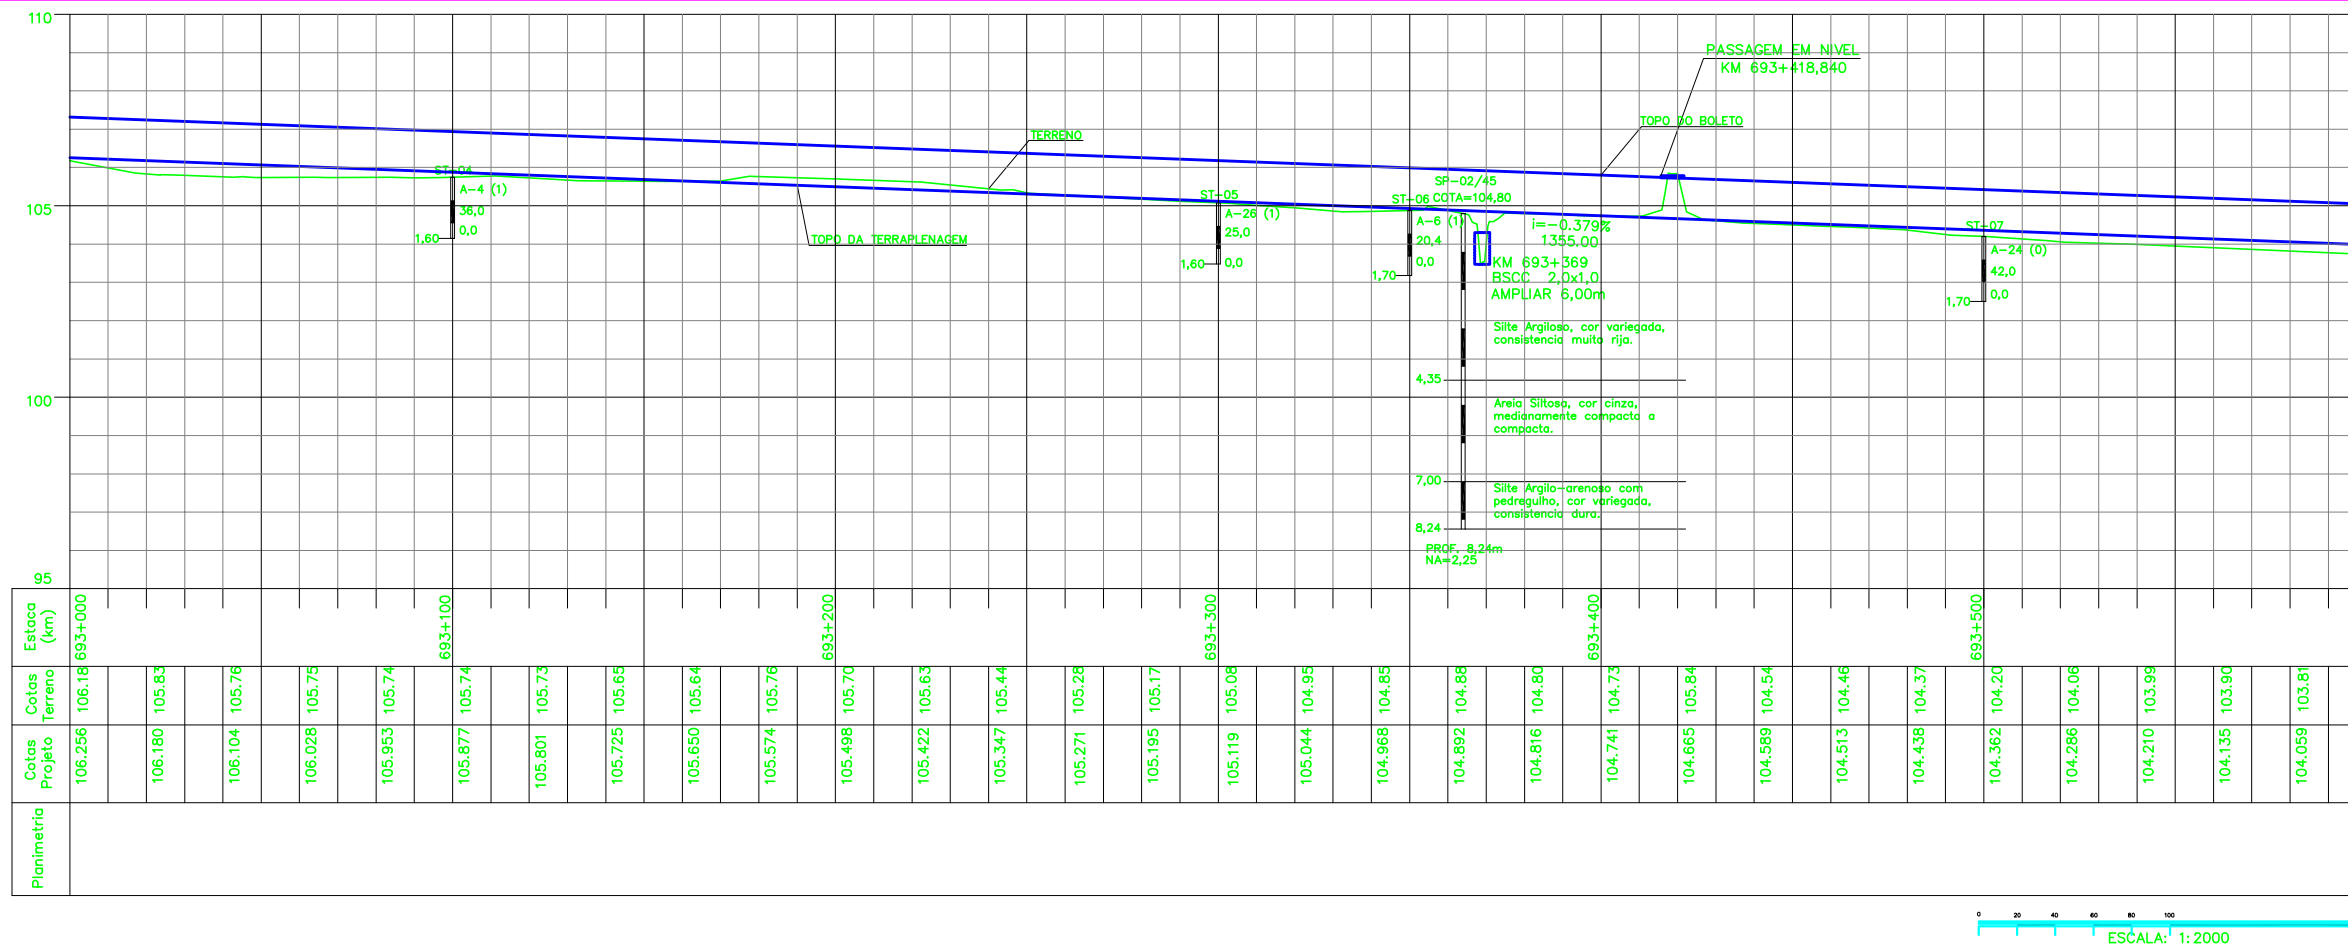 110
105
100
95
PASSAGEM EM NIVEL
KM 693+418,840
TOPO DO BOLETO
TERRENO
TOPO DA TERRAPLENAGEM
ST-04
A-4 (1)
36,0
0,0
1,60
ST-05
A-26 (1)
25,0
0,0
1,60
ST-06
A-6 (1)
20,4
0,0
1,70
SP-02/45
COTA=104,80
i=-0.379%
1355.00
KM 693+369
BSCC 2,0x1,0
AMPLIAR 6,00m
Silte Argiloso, cor variegada,
consistencia muita rija.
4,35
Areia Siltosa, cor cinza,
medianamente compacta a
compacta.
7,00
Silte Argilo-arenoso com
pedregulho, cor variegada,
consistencia dura.
8,24
PROF. 8,24m
NA=2,25
ST-07
A-24 (0)
42,0
0,0
1,70
Estaca
(km)
693+000
693+100
693+200
693+300
693+400
693+500
Cotas
Terreno
106.18
105.83
105.76
105.75
105.74
105.74
105.73
105.65
105.64
105.76
105.70
105.63
105.44
105.28
105.17
105.08
104.95
104.85
104.88
104.80
104.73
105.84
104.54
104.46
104.37
104.20
104.06
103.99
103.90
103.81
Cotas
Projeto
106.256
106.180
106.104
106.028
105.953
105.877
105.801
105.725
105.650
105.574
105.498
105.422
105.347
105.271
105.195
105.119
105.044
104.968
104.892
104.816
104.741
104.665
104.589
104.513
104.438
104.362
104.286
104.210
104.135
104.059
Planimetria
0 20 40 60 80 100
ESCALA: 1:2000